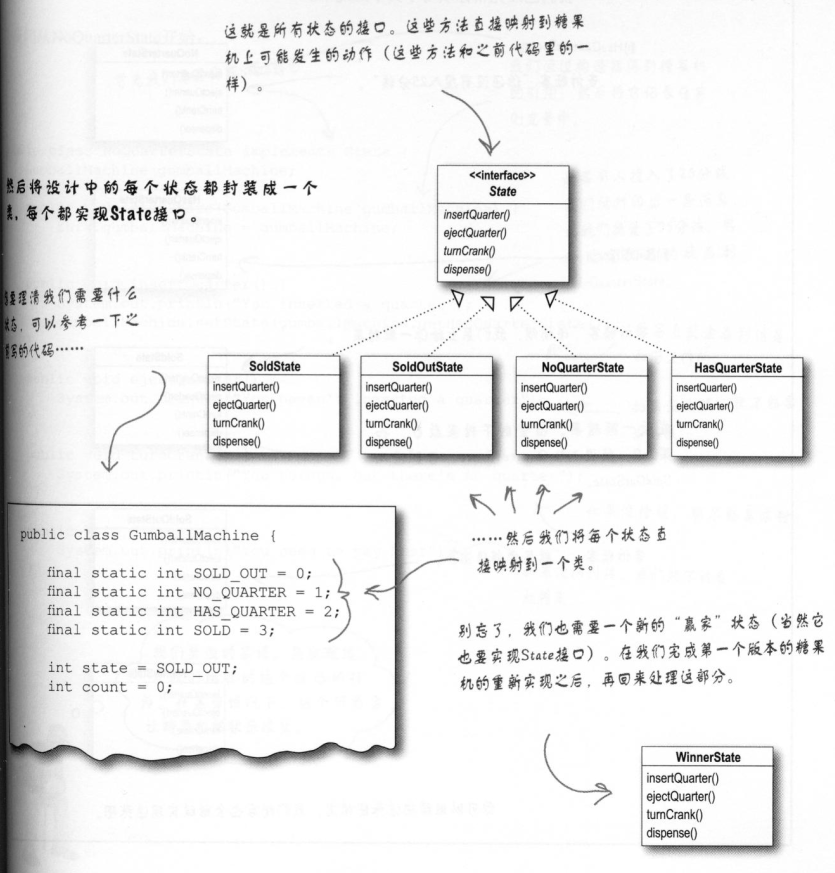 这就是所有状态的接口。这些方法直接映射到糖果
机上可能发生的动作（这些方法和之前代码里的一
样）。
<<interface>>
State
insertQuarter()
ejectQuarter()
turnCrank()
dispense()
然后将设计中的每个状态都封装成一个
类，每个都实现State接口。
要理清我们需要什么
状态，可以参考一下之
前写的代码……
SoldState
insertQuarter()
ejectQuarter()
turnCrank()
dispense()
SoldOutState
insertQuarter()
ejectQuarter()
turnCrank()
dispense()
NoQuarterState
insertQuarter()
ejectQuarter()
turnCrank()
dispense()
HasQuarterState
insertQuarter()
ejectQuarter()
turnCrank()
dispense()
public class GumballMachine {
final static int SOLD_OUT = 0;
final static int NO_QUARTER = 1;
final static int HAS_QUARTER = 2;
final static int SOLD = 3;
int state = SOLD_OUT;
int count = 0;
……然后我们将每个状态直
接映射到一个类。
别忘了，我们也需要一个新的“赢家”状态（当然它
也要实现State接口）。在我们完成第一个版本的糖果
机的重新实现之后，再回来处理这部分。
WinnerState
insertQuarter()
ejectQuarter()
turnCrank()
dispense()